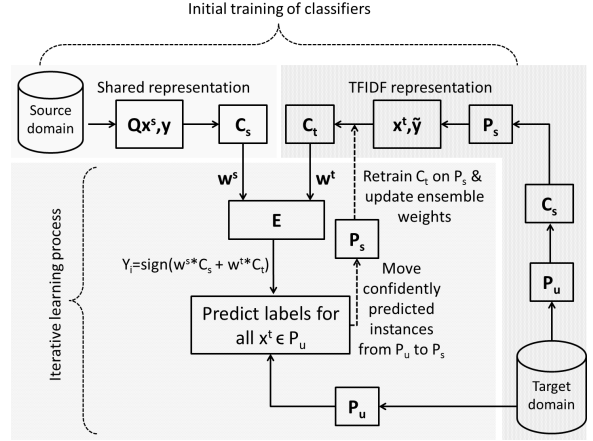 Initial training of classifiers
Shared representation
TFIDF representation
Source
domain
Qxˢ,y
Cₛ
Cₜ
xᵗ,ỹ
Pₛ
wˢ
wᵗ
Retrain Cₜ on Pₛ &
update ensemble
weights
Cₛ
E
Pₛ
Yᵢ=sign(wˢ*Cₛ + wᵗ*Cₜ)
Move
confidently
predicted
instances
from Pᵤ to Pₛ
Pᵤ
Predict labels for
all xᵗ ϵ Pᵤ
Iterative learning process
Pᵤ
Target
domain